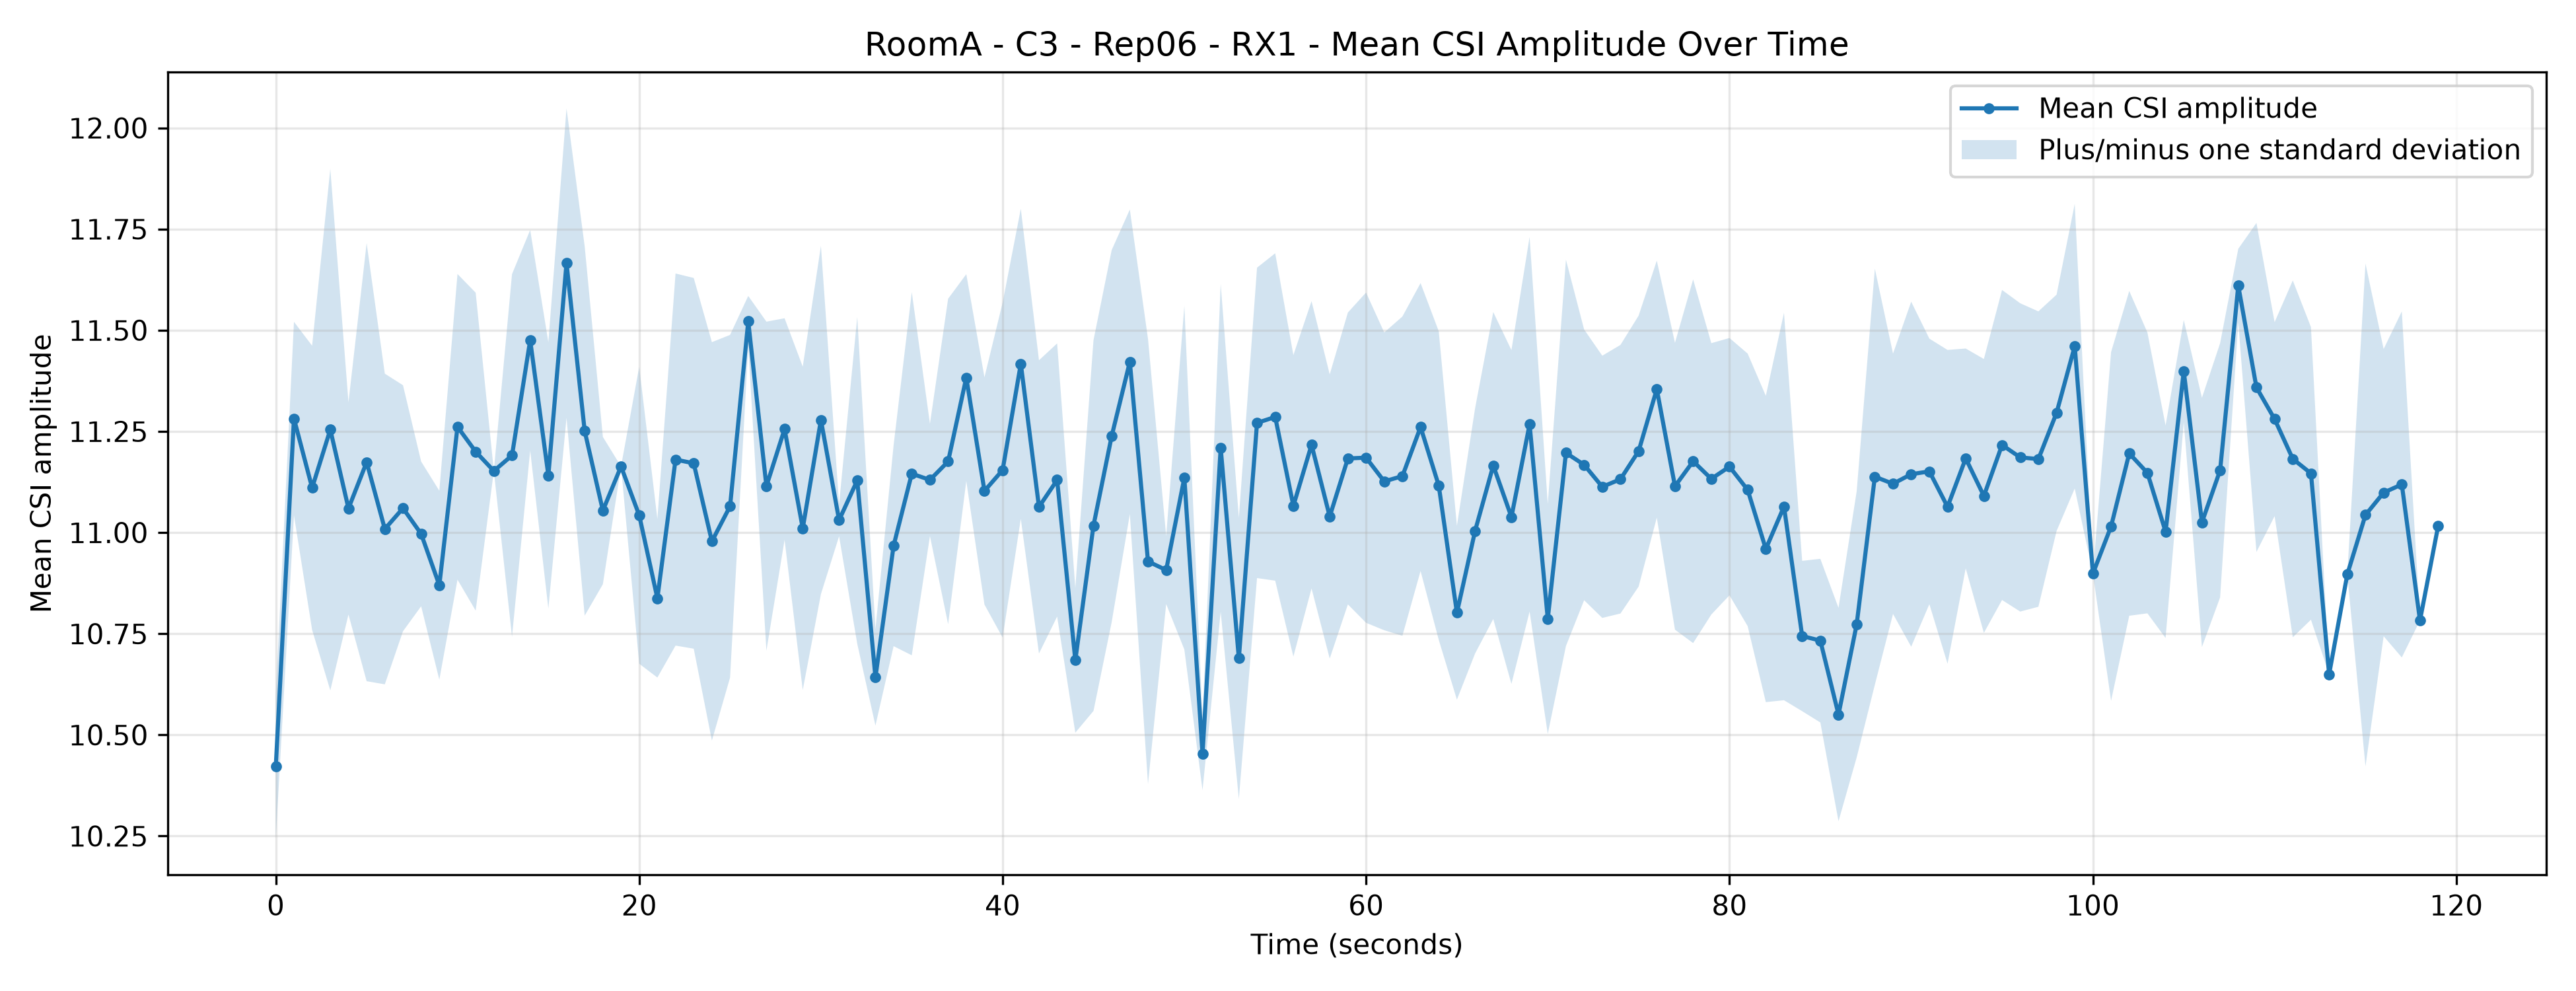 RoomA - C3 - Rep06 - RX1 - Mean CSI Amplitude Over Time
Mean CSI amplitude
Plus/minus one standard deviation
12.00
11.75
11.50
11.25
11.00
10.75
10.50
10.25
Mean CSI amplitude
0 20 40 60 80 100 120
Time (seconds)